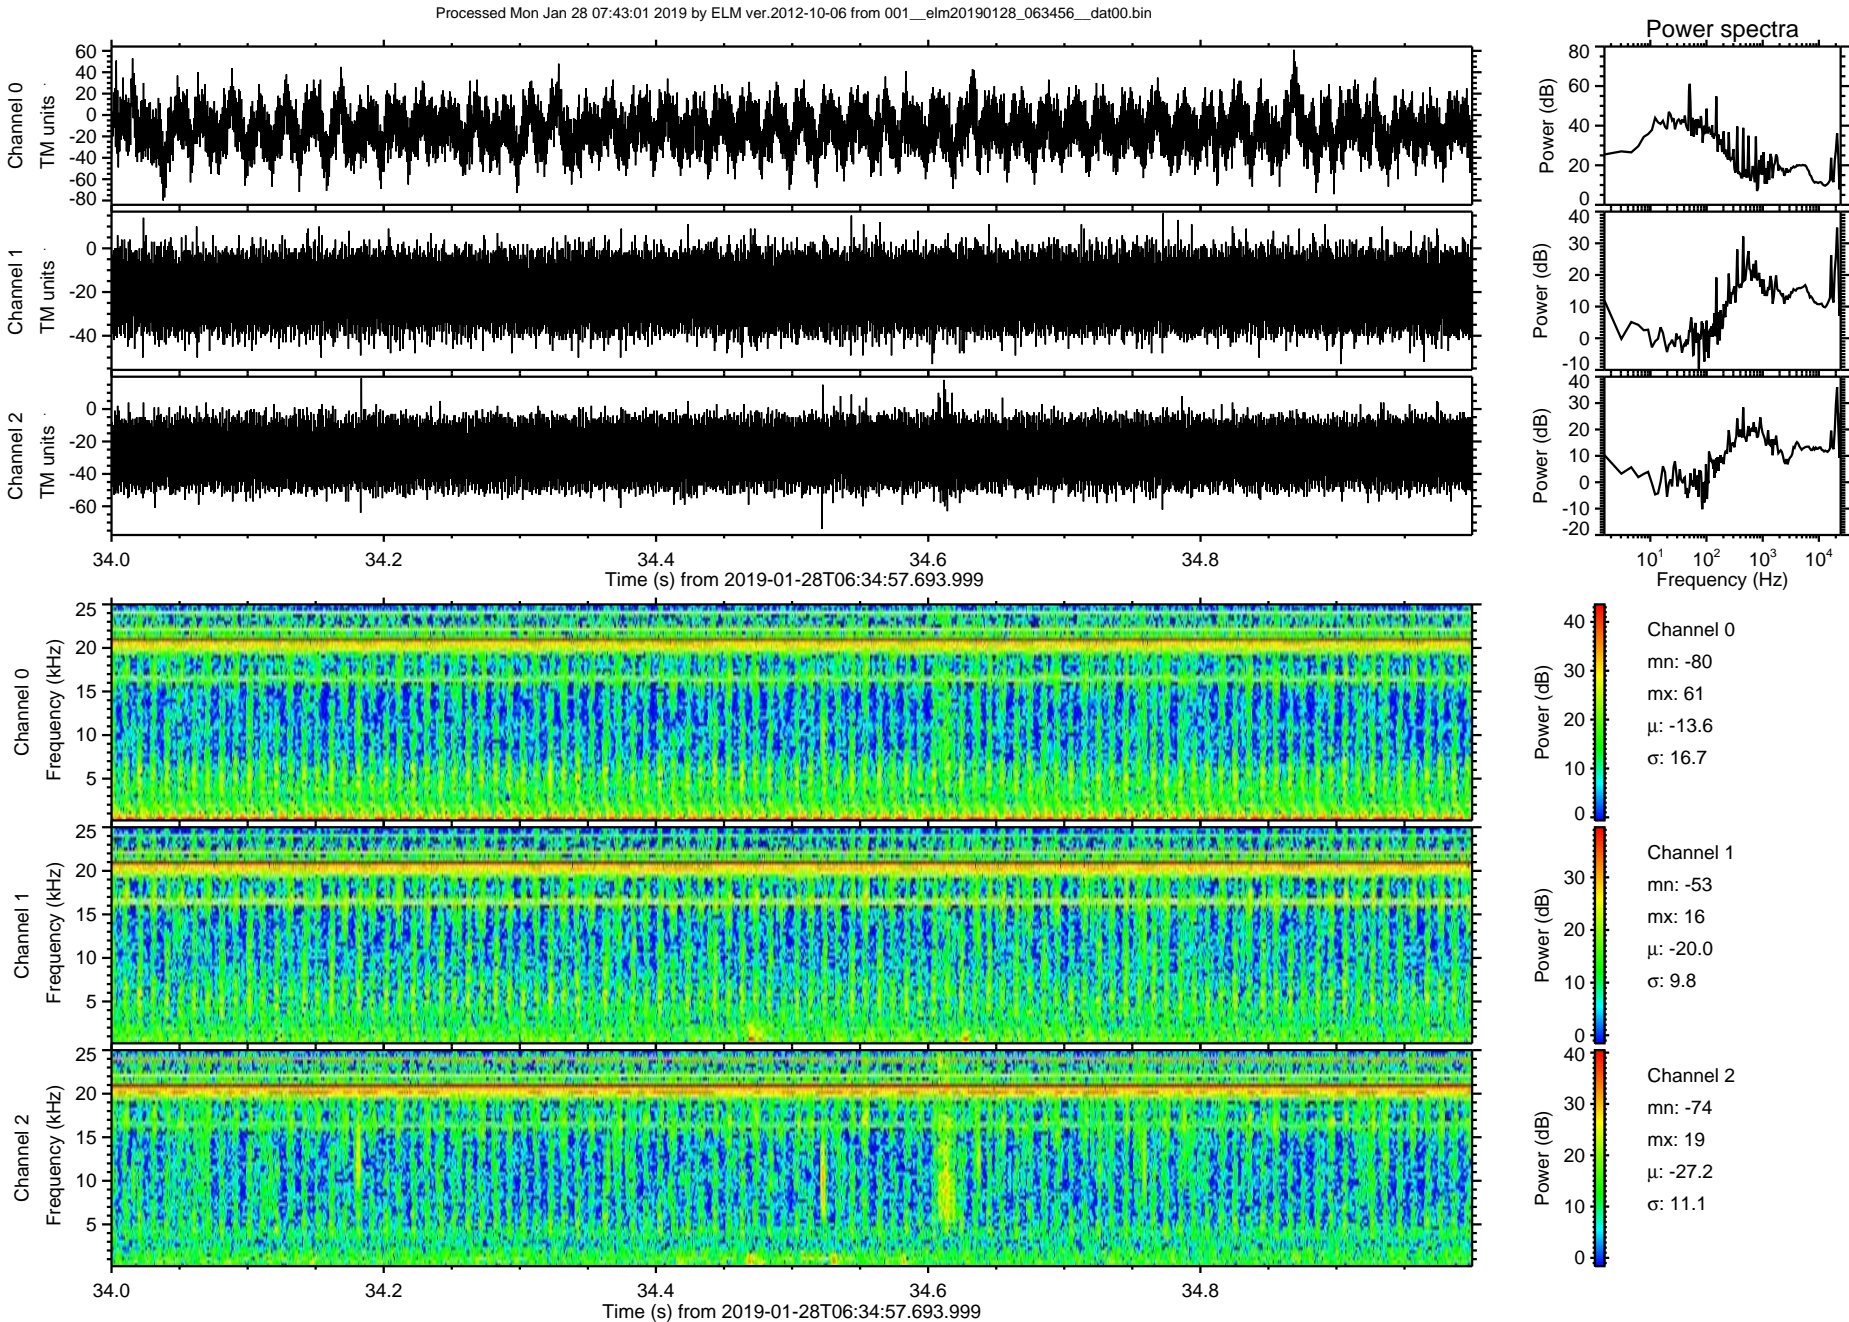 Processed Mon Jan 28 07:43:01 2019 by ELM ver.2012-10-06 from 001__elm20190128_063456__dat00.bin
Power spectra
Channel 0
TM units
60
40
20
0
-20
-40
-60
-80
Power (dB)
80
60
40
20
0
Channel 1
TM units
0
-20
-40
Power (dB)
40
30
20
10
0
-10
Channel 2
TM units
0
-20
-40
-60
Power (dB)
40
30
20
10
0
-10
-20
34.0 34.2 34.4 34.6 34.8
Time (s) from 2019-01-28T06:34:57.693.999
10^1 10^2 10^3 10^4
Frequency (Hz)
Channel 0
Frequency (kHz)
25
20
15
10
5
Power (dB)
40
30
20
10
0
Channel 0
mn: -80
mx: 61
μ: -13.6
σ: 16.7
Channel 1
Frequency (kHz)
25
20
15
10
5
Power (dB)
30
20
10
0
Channel 1
mn: -53
mx: 16
μ: -20.0
σ: 9.8
Channel 2
Frequency (kHz)
25
20
15
10
5
Power (dB)
40
30
20
10
0
Channel 2
mn: -74
mx: 19
μ: -27.2
σ: 11.1
34.0 34.2 34.4 34.6 34.8
Time (s) from 2019-01-28T06:34:57.693.999